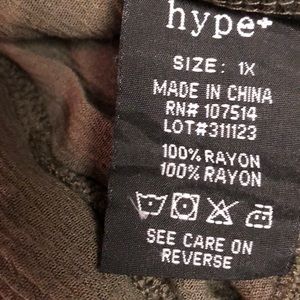 hype+
SIZE: 1X
MADE IN CHINA
RN# 107514
LOT#311123
100% RAYON
100% RAYON
SEE CARE ON
REVERSE